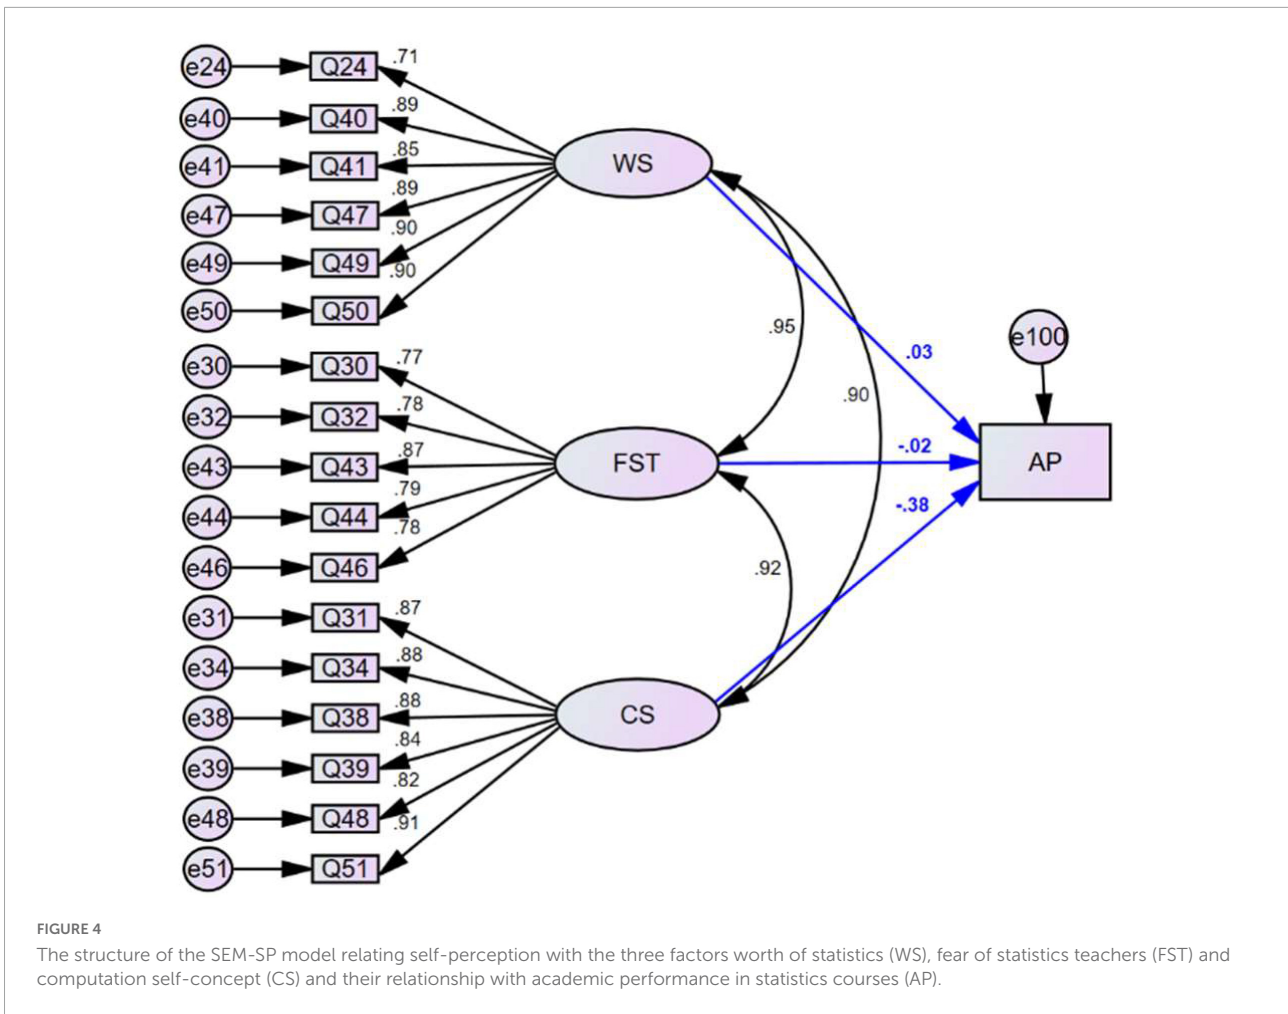 e24 Q24 .71
e40 Q40 .89
e41 Q41 .85
e47 Q47 .89
e49 Q49 .90
e50 Q50 .90
WS
e30 Q30 .77
e32 Q32 .78
e43 Q43 .87
e44 Q44 .79
e46 Q46 .78
FST
e31 Q31 .87
e34 Q34 .88
e38 Q38 .88
e39 Q39 .84
e48 Q48 .82
e51 Q51 .91
CS
.95
.90
.92
.03
-.02
-.38
e100
AP
FIGURE 4
The structure of the SEM-SP model relating self-perception with the three factors worth of statistics (WS), fear of statistics teachers (FST) and
computation self-concept (CS) and their relationship with academic performance in statistics courses (AP).